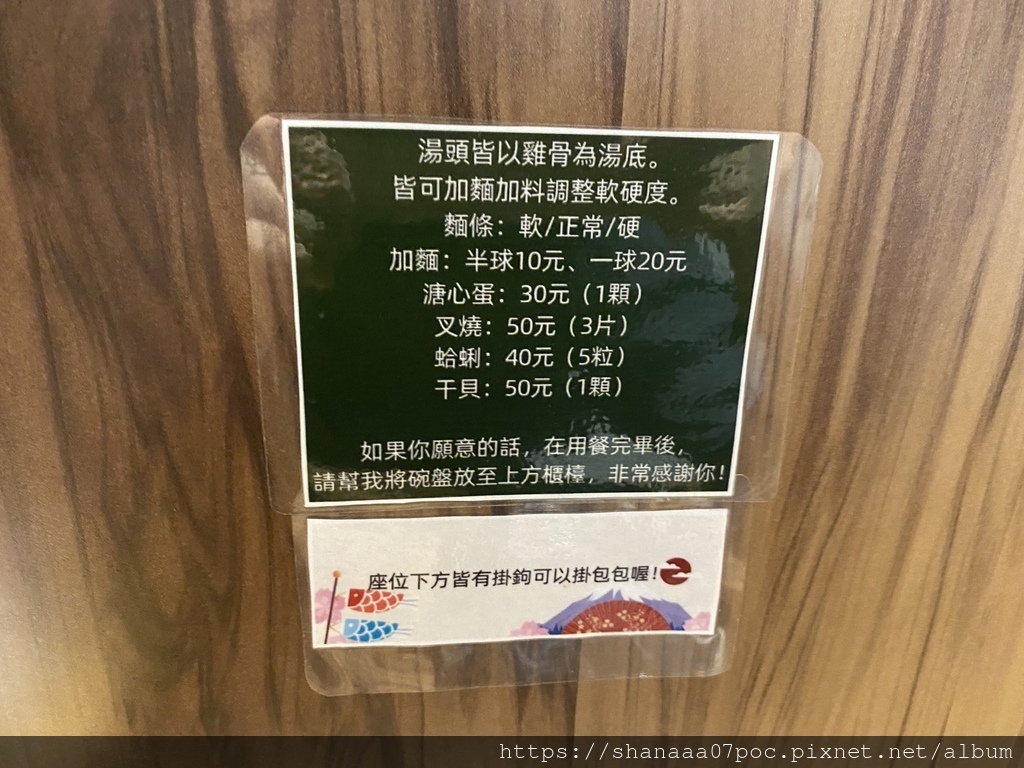 湯頭皆以雞骨為湯底。
皆可加麵加料調整軟硬度。
麵條：軟/正常/硬
加麵：半球10元、一球20元
溏心蛋：30元（1顆）
叉燒：50元（3片）
蛤蜊：40元（5粒）
干貝：50元（1顆）
如果你願意的話，在用餐完畢後，
請幫我將碗盤放至上方櫃檯，非常感謝你!
座位下方皆有掛鉤可以掛包包喔!
https://shanaaa07poc.pixnet.net/album